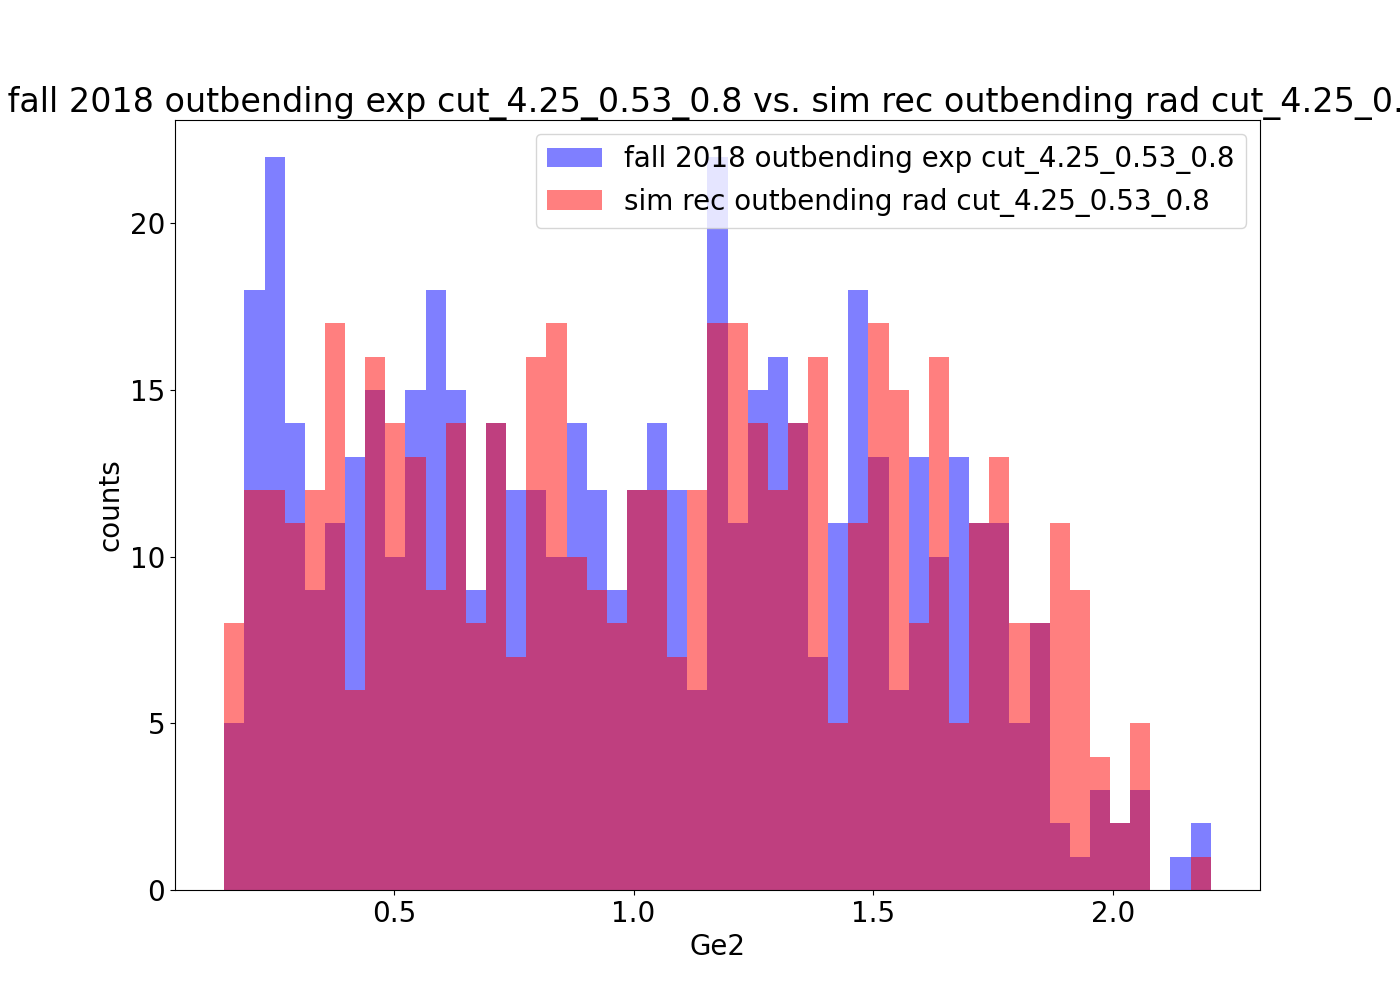 fall 2018 outbending exp cut_4.25_0.53_0.8 vs. sim rec outbending rad cut_4.25_0.
fall 2018 outbending exp cut_4.25_0.53_0.8
sim rec outbending rad cut_4.25_0.53_0.8
20
15
10
5
0
counts
0.5 1.0 1.5 2.0
Ge2